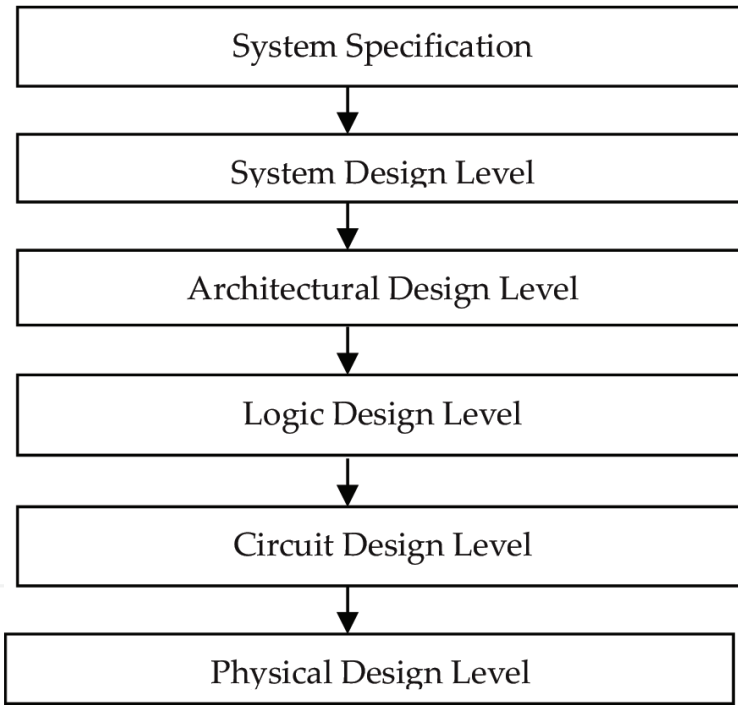 System Specification
System Design Level
Architectural Design Level
Logic Design Level
Circuit Design Level
Physical Design Level